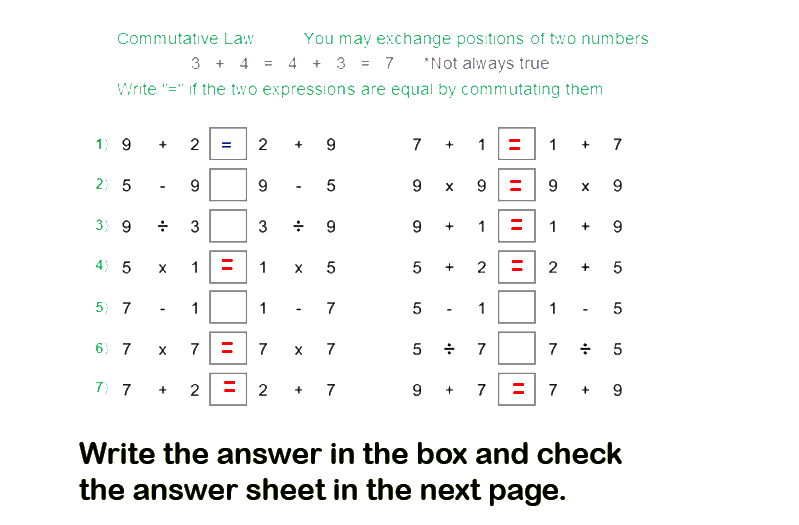 Commutative Law You may exchange positions of two numbers
3 + 4 = 4 + 3 = 7 *Not always true
Write "=" if the two expressions are equal by commutating them
1) 9 + 2 = 2 + 9 7 + 1 = 1 + 7
2) 5 - 9 9 - 5 9 x 9 = 9 x 9
3) 9 ÷ 3 3 ÷ 9 9 + 1 = 1 + 9
4) 5 x 1 = 1 x 5 5 + 2 = 2 + 5
5) 7 - 1 1 - 7 5 - 1 1 - 5
6) 7 x 7 = 7 x 7 5 ÷ 7 7 ÷ 5
7) 7 + 2 = 2 + 7 9 + 7 = 7 + 9
Write the answer in the box and check
the answer sheet in the next page.